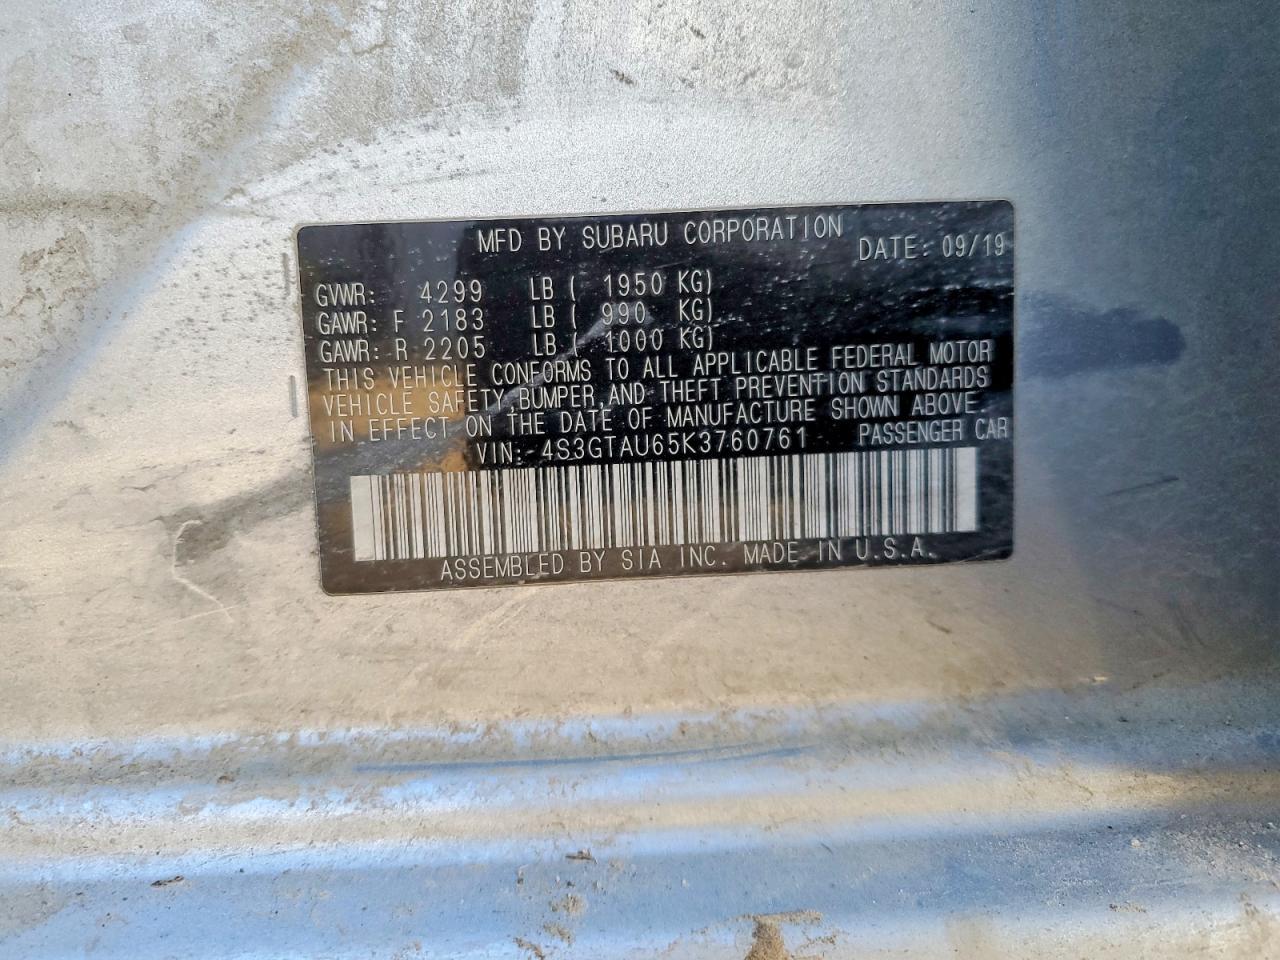 MFD BY SUBARU CORPORATION DATE: 09/19
GVWR: 4299 LB ( 1950 KG)
GAWR: F 2183 LB ( 990 KG)
GAWR: R 2205 LB ( 1000 KG)
THIS VEHICLE CONFORMS TO ALL APPLICABLE FEDERAL MOTOR
VEHICLE SAFETY, BUMPER, AND THEFT PREVENTION STANDARDS
IN EFFECT ON THE DATE OF MANUFACTURE SHOWN ABOVE.
VIN: 4S3GTAU65K3760761 PASSENGER CAR
ASSEMBLED BY SIA INC. MADE IN U.S.A.